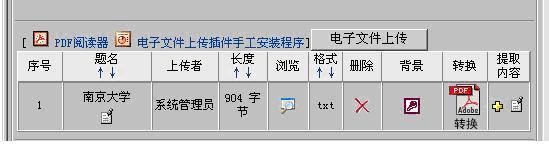 [ PDF阅读器 电子文件上传插件手工安装程序] 电子文件上传
序号 题名 ↑↓ 上传者 长度 ↑↓ 浏览 格式 ↑↓ 删除 背景 转换 提取内容
1 南京大学 系统管理员 904 字节 txt PDF Adobe 转换